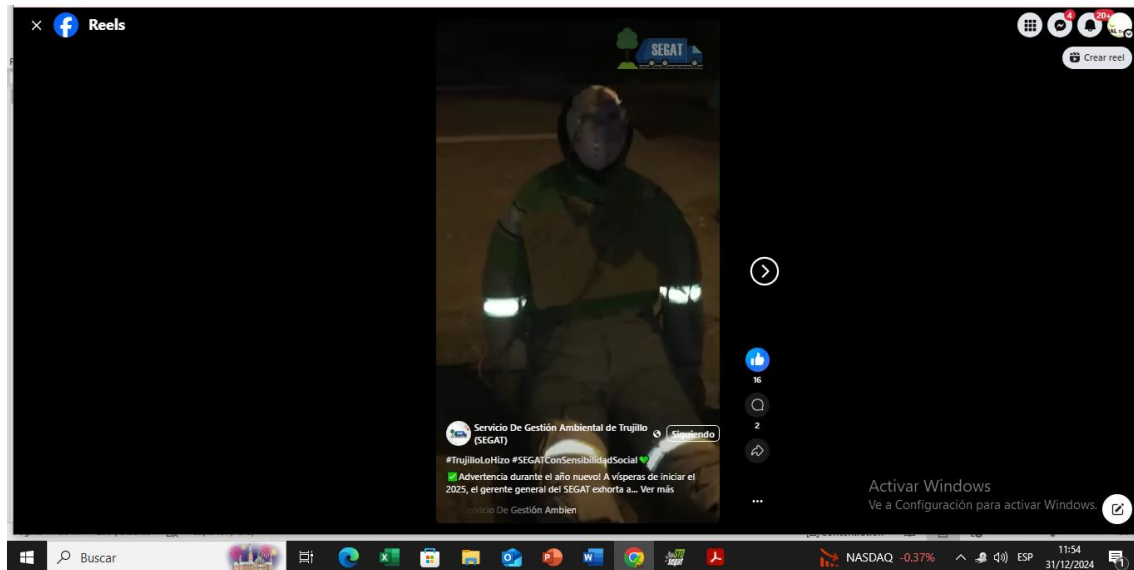 Reels
4
20+
Crear reel
SEGAT
16
2
Servicio De Gestión Ambiental de Trujillo
(SEGAT)
Siguiendo
#TrujilloLoHizo #SEGATConSensibilidadSocial
Advertencia durante el año nuevo! A vísperas de iniciar el
2025, el gerente general del SEGAT exhorta a... Ver más
Servicio De Gestión Ambien
Activar Windows
Ve a Configuración para activar Windows.
Buscar
NASDAQ -0.37%
ESP
11:54
31/12/2024